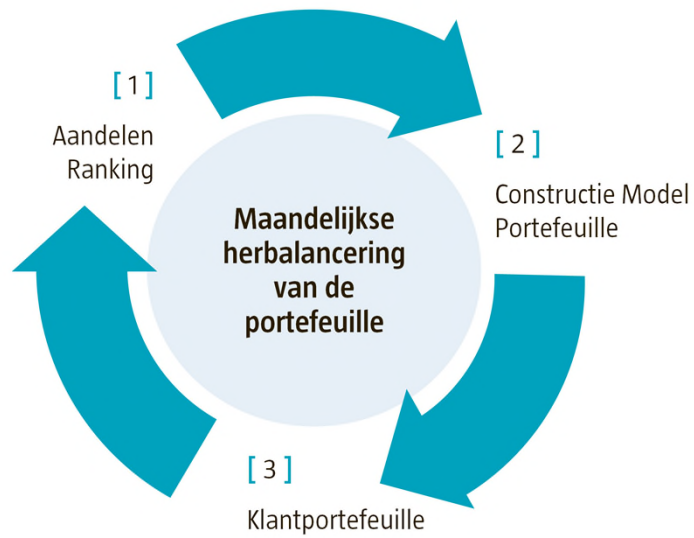 [ 1 ]
Aandelen
Ranking
[ 2 ]
Constructie Model
Portefeuille
Maandelijkse
herbalancering
van de
portefeuille
[ 3 ]
Klantportefeuille